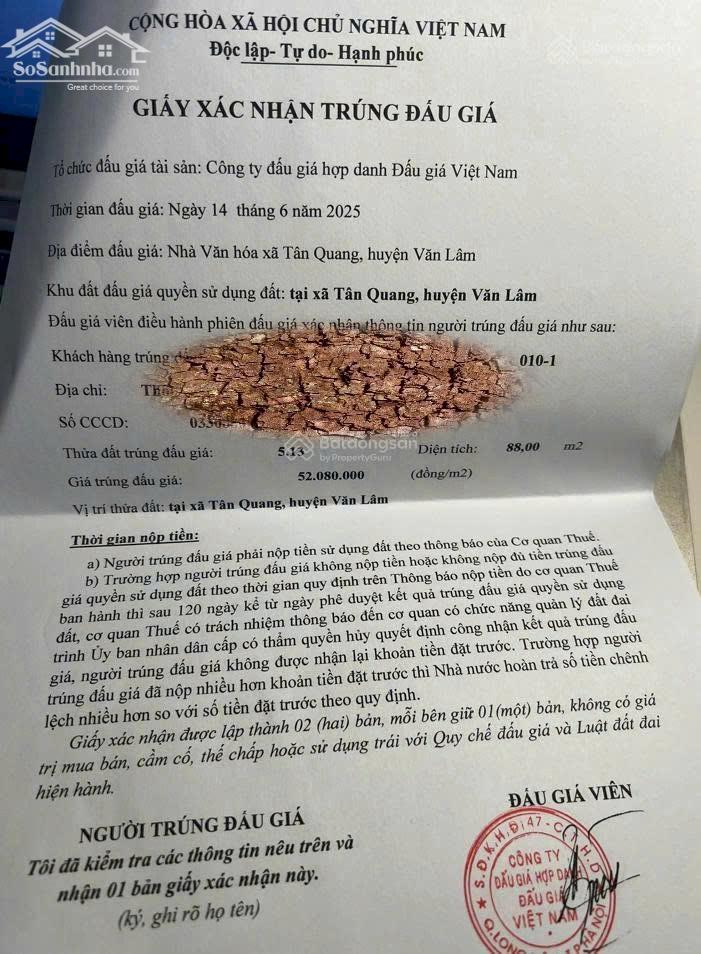 SoSanhnha.com
Great choice for you
CỘNG HÒA XÃ HỘI CHỦ NGHĨA VIỆT NAM
Độc lập- Tự do- Hạnh phúc
GIẤY XÁC NHẬN TRÚNG ĐẤU GIÁ
Tổ chức đấu giá tài sản: Công ty đấu giá hợp danh Đấu giá Việt Nam
Thời gian đấu giá: Ngày 14 tháng 6 năm 2025
Địa điểm đấu giá: Nhà Văn hóa xã Tân Quang, huyện Văn Lâm
Khu đất đấu giá quyền sử dụng đất: tại xã Tân Quang, huyện Văn Lâm
Đấu giá viên điều hành phiên đấu giá xác nhận thông tin người trúng đấu giá như sau:
Khách hàng trúng 010-1
Địa chỉ:
Số CCCD:
Batdongsan
by PropertyGuru
Thửa đất trúng đấu giá: 5.13 Diện tích: 88,00 m2
Giá trúng đấu giá: 52.080.000 (đồng/m2)
Vị trí thửa đất: tại xã Tân Quang, huyện Văn Lâm
Thời gian nộp tiền:
a) Người trúng đấu giá phải nộp tiền sử dụng đất theo thông báo của Cơ quan Thuế.
b) Trường hợp người trúng đấu giá không nộp tiền hoặc không nộp đủ tiền trúng đấu
giá quyền sử dụng đất theo thời gian quy định trên Thông báo nộp tiền do cơ quan Thuế
ban hành thì sau 120 ngày kể từ ngày phê duyệt kết quả trúng đấu giá quyền sử dụng
đất, cơ quan Thuế có trách nhiệm thông báo đến cơ quan có chức năng quản lý đất đai
trình Ủy ban nhân dân cấp có thẩm quyền hủy quyết định công nhận kết quả trúng đấu
giá, người trúng đấu giá không được nhận lại khoản tiền đặt trước. Trường hợp người
trúng đấu giá đã nộp nhiều hơn khoản tiền đặt trước thì Nhà nước hoàn trả số tiền chênh
lệch nhiều hơn so với số tiền đặt trước theo quy định.
Giấy xác nhận được lập thành 02 (hai) bản, mỗi bên giữ 01(một) bản, không có giá
trị mua bán, cầm cố, thế chấp hoặc sử dụng trái với Quy chế đấu giá và Luật đất đai
hiện hành.
NGƯỜI TRÚNG ĐẤU GIÁ
Tôi đã kiểm tra các thông tin nêu trên và
nhận 01 bản giấy xác nhận này.
(ký, ghi rõ họ tên)
ĐẤU GIÁ VIÊN
CÔNG TY
ĐẤU GIÁ HỢP DANH
ĐẤU GIÁ
VIỆT NAM